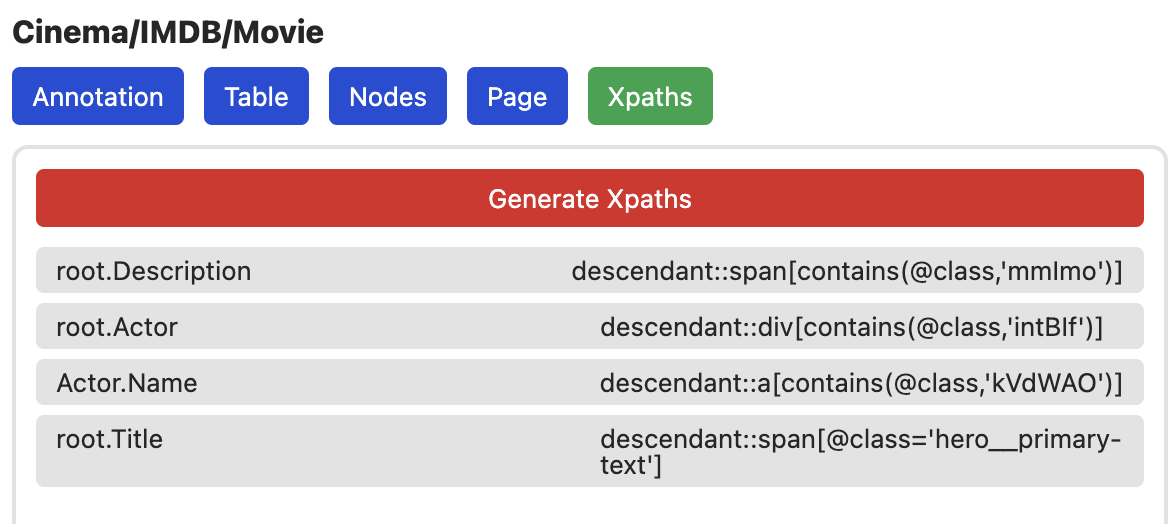 Cinema/IMDB/Movie
Annotation Table Nodes Page Xpaths
Generate Xpaths
root.Description descendant::span[contains(@class,'mmImo')]
root.Actor descendant::div[contains(@class,'intBlf')]
Actor.Name descendant::a[contains(@class,'kVdWAO')]
root.Title descendant::span[@class='hero__primary-
text']